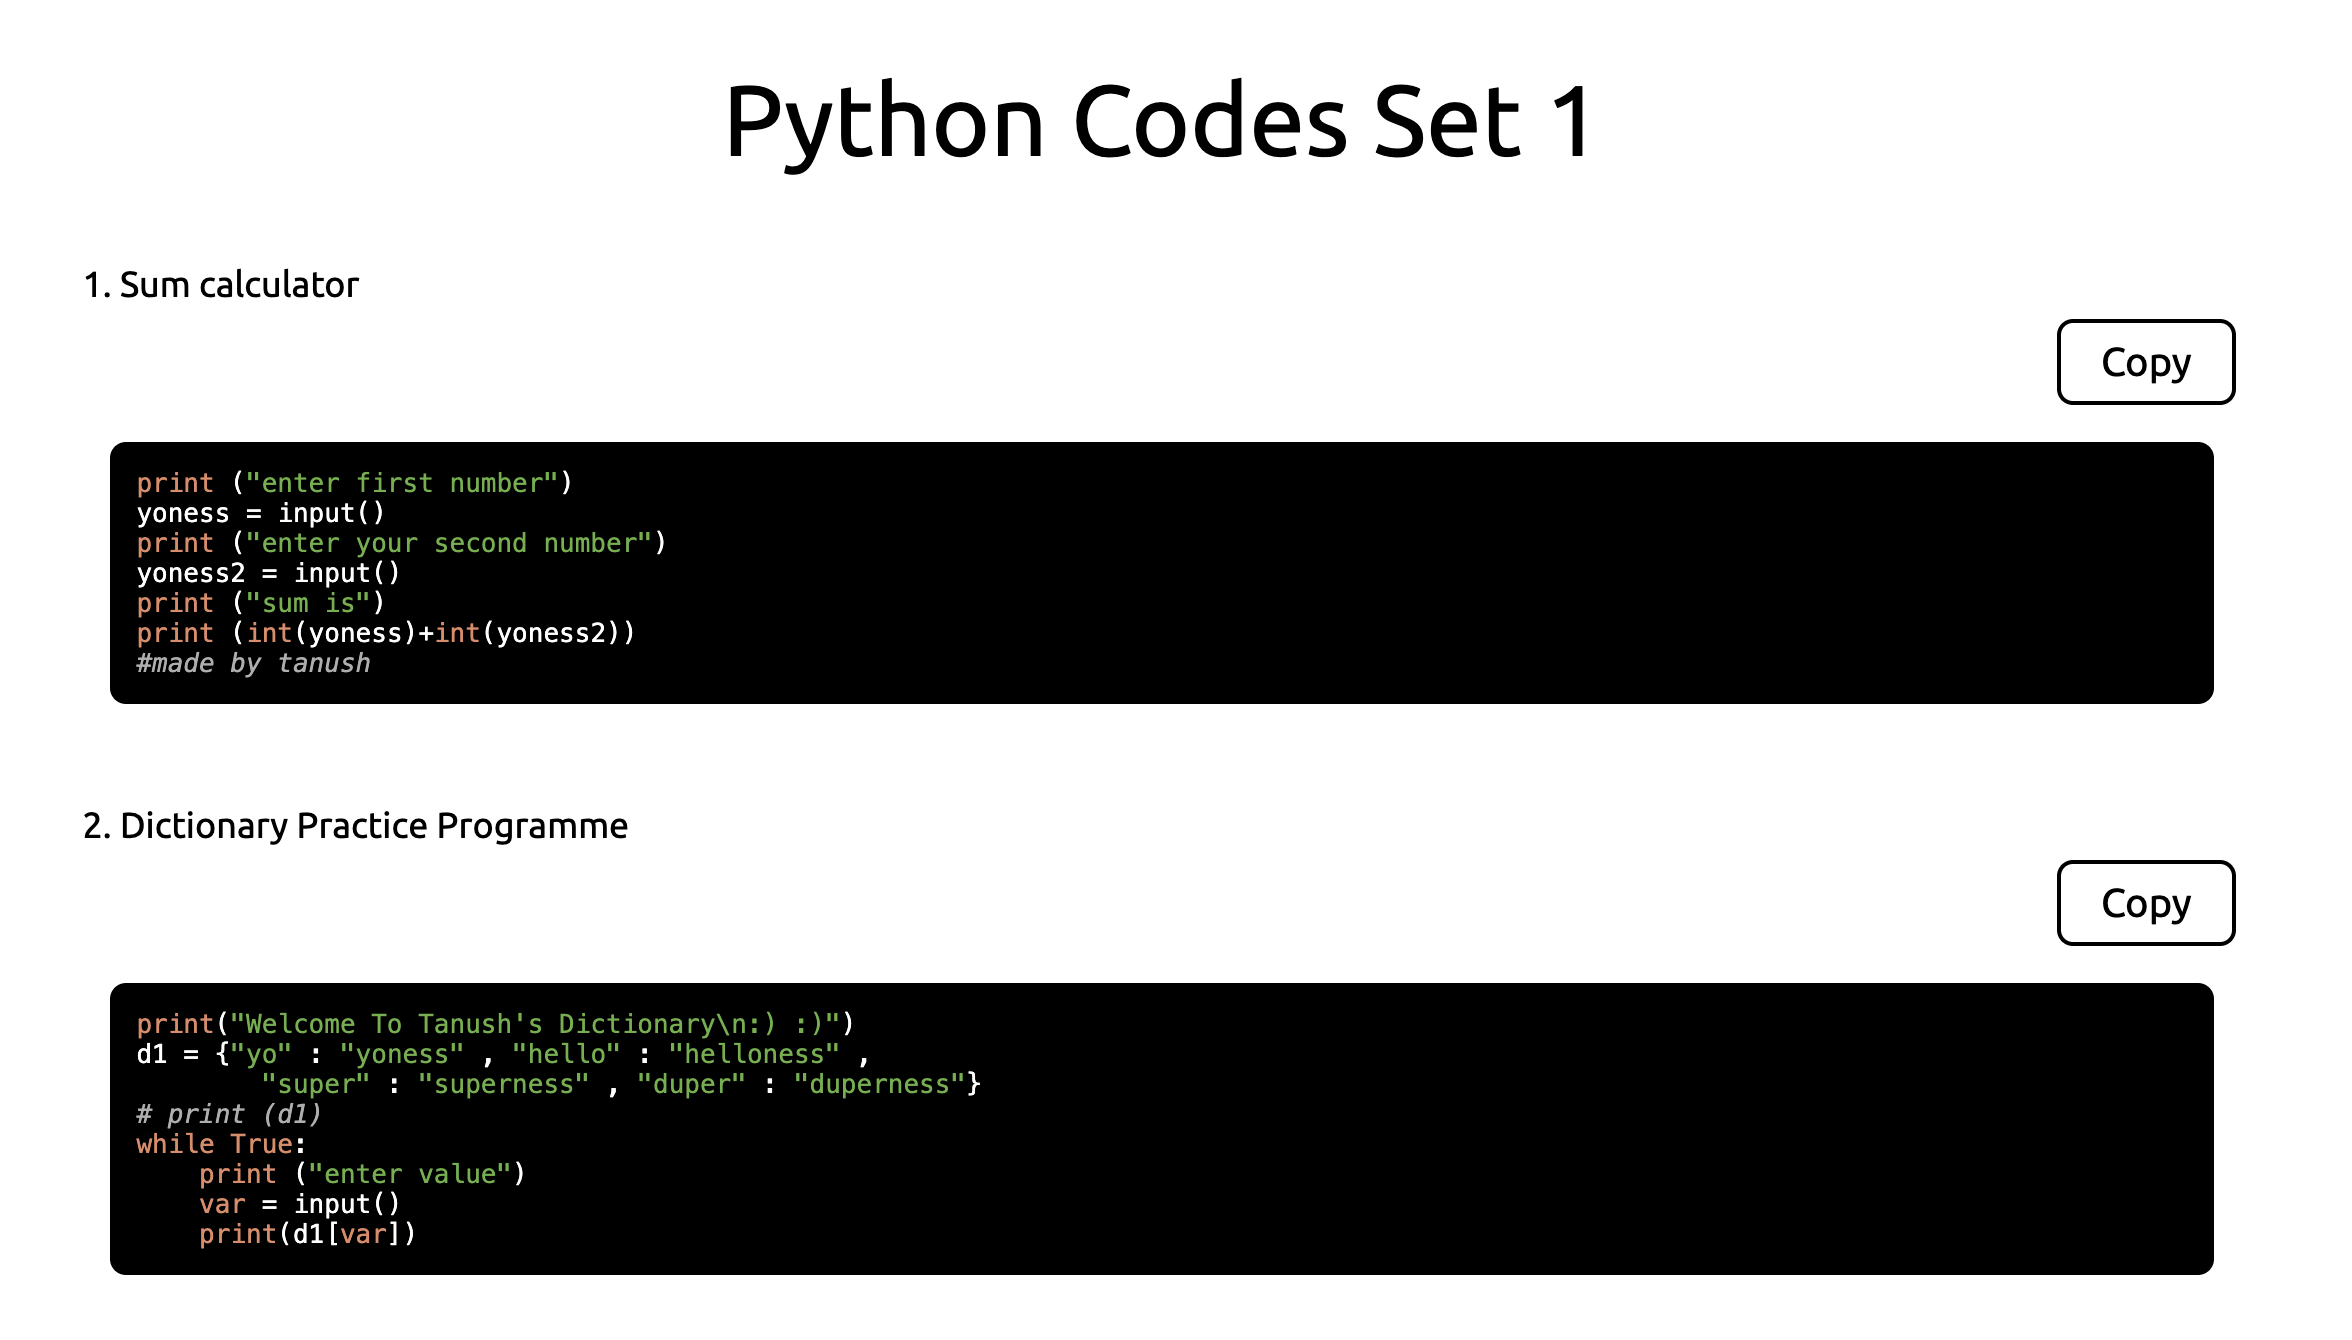 Python Codes Set 1
1. Sum calculator
Copy
print ("enter first number")
yoness = input()
print ("enter your second number")
yoness2 = input()
print ("sum is")
print (int(yoness)+int(yoness2))
#made by tanush
2. Dictionary Practice Programme
Copy
print("Welcome To Tanush's Dictionary\n:) :)")
d1 = {"yo" : "yoness" , "hello" : "helloness" ,
        "super" : "superness" , "duper" : "duperness"}
# print (d1)
while True:
    print ("enter value")
    var = input()
    print(d1[var])